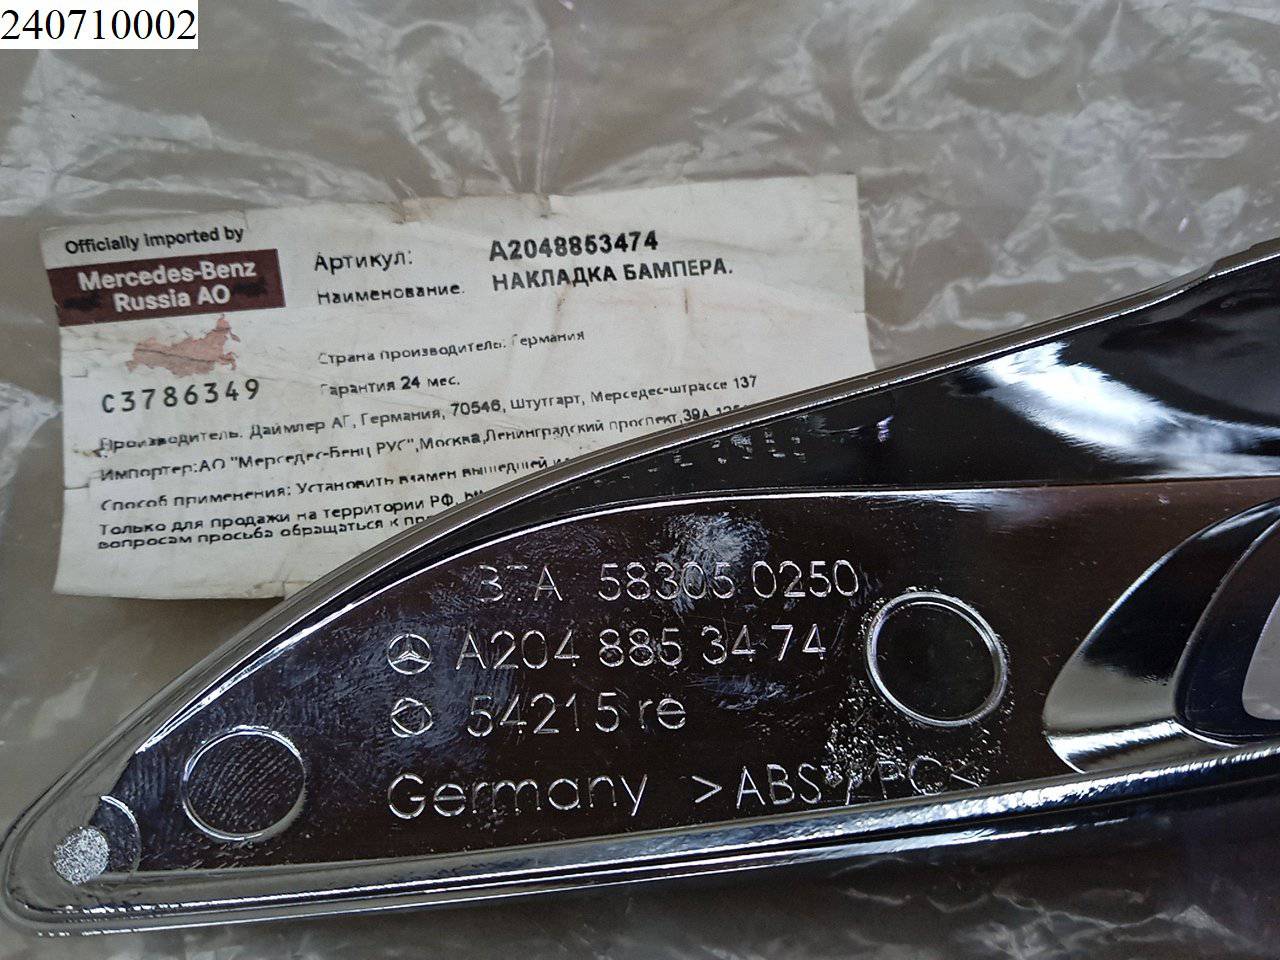 240710002
Officially imported by
Mercedes-Benz
Russia AO
C3786349
Артикул: A2048853474
Наименование. НАКЛАДКА БАМПЕРА.
Страна производитель: Германия
Гарантия 24 мес.
Производитель. Даймлер АГ, Германия, 70546, Штутгарт, Мерседес-штрассе 137
Импортер:АО "Мерседес-Бенц РУС",Москва,Ленинградский проспект,39А
Способ применения: Установить взамен вышедшей
Только для продажи на территории РФ.
вопросам просьба обращаться к
58305 0250
A204 885 34 74
54215 re
Germany >ABS / PC<